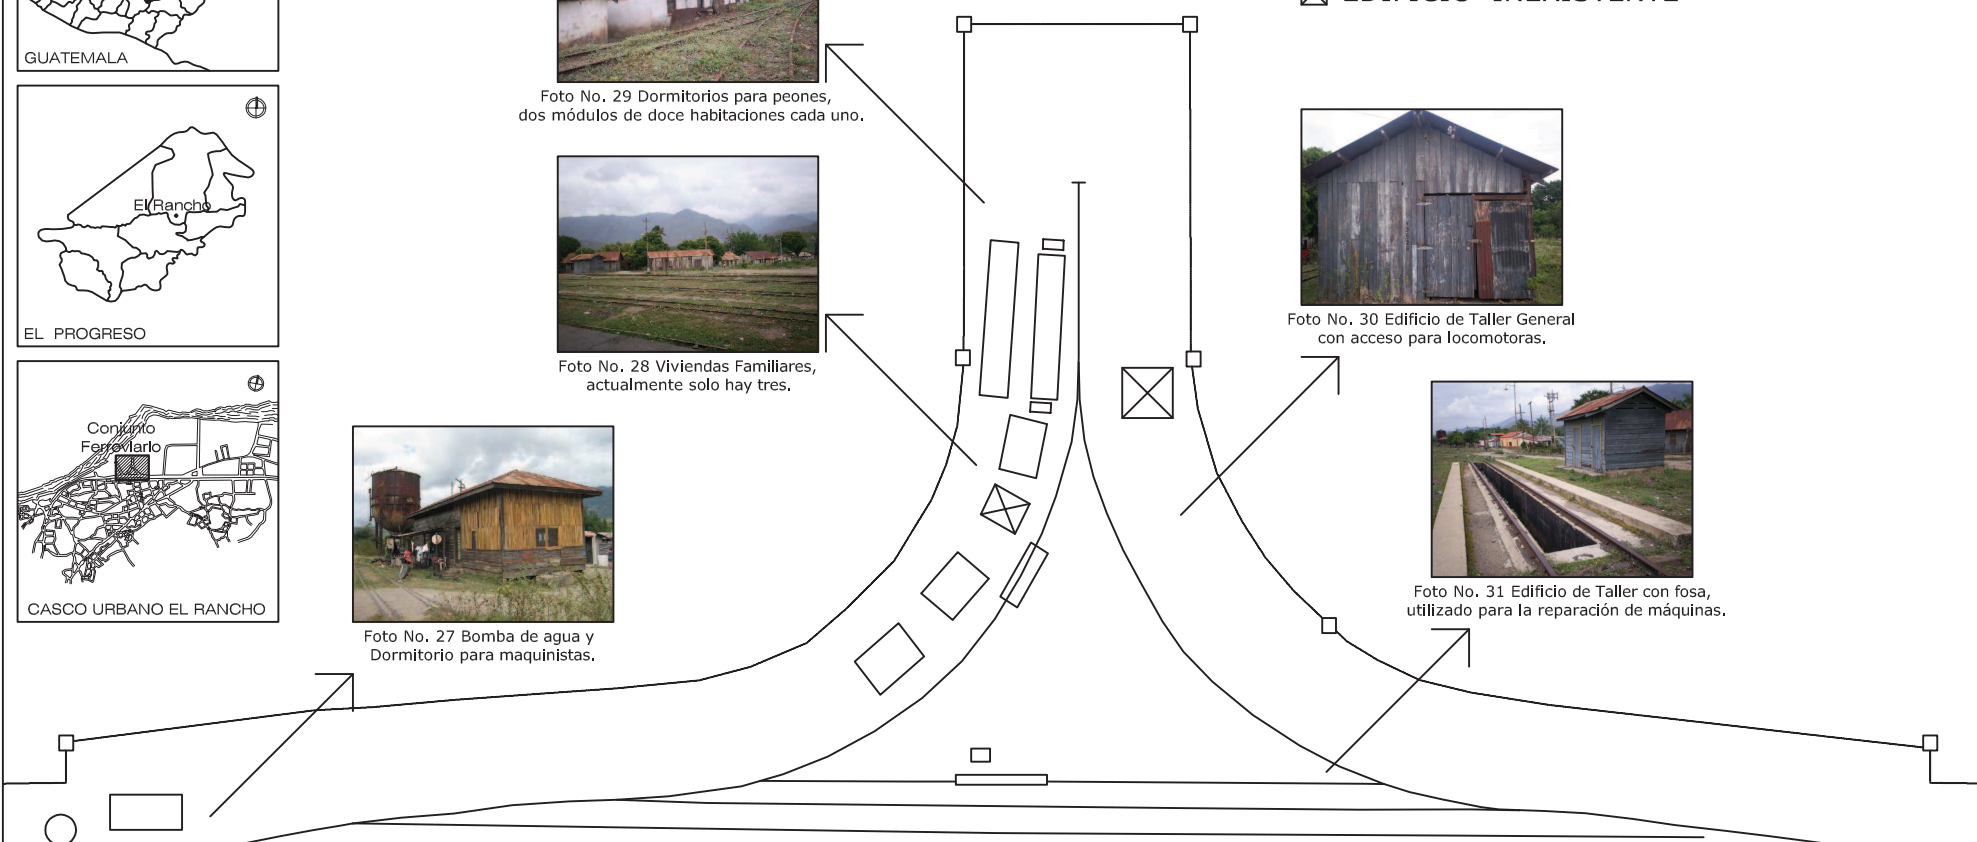 EDIFICIO INEXISTENTE
GUATEMALA
Foto No. 29 Dormitorios para peones,
dos módulos de doce habitaciones cada uno.
El Rancho
EL PROGRESO
Foto No. 28 Viviendas Familiares,
actualmente solo hay tres.
Foto No. 30 Edificio de Taller General
con acceso para locomotoras.
Conjunto
Ferroviario
CASCO URBANO EL RANCHO
Foto No. 27 Bomba de agua y
Dormitorio para maquinistas.
Foto No. 31 Edificio de Taller con fosa,
utilizado para la reparación de máquinas.